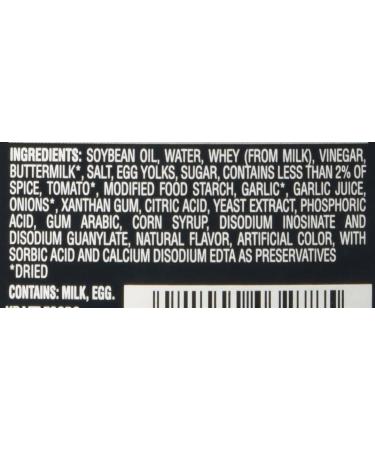 INGREDIENTS: SOYBEAN OIL, WATER, WHEY (FROM MILK), VINEGAR,
BUTTERMILK*, SALT, EGG YOLKS, SUGAR, CONTAINS LESS THAN 2% OF
SPICE, TOMATO*, MODIFIED FOOD STARCH, GARLIC*, GARLIC JUICE,
ONIONS*, XANTHAN GUM, CITRIC ACID, YEAST EXTRACT, PHOSPHORIC
ACID, GUM ARABIC, CORN SYRUP, DISODIUM INOSINATE AND
DISODIUM GUANYLATE, NATURAL FLAVOR, ARTIFICIAL COLOR, WITH
SORBIC ACID AND CALCIUM DISODIUM EDTA AS PRESERVATIVES
*DRIED
CONTAINS: MILK, EGG.